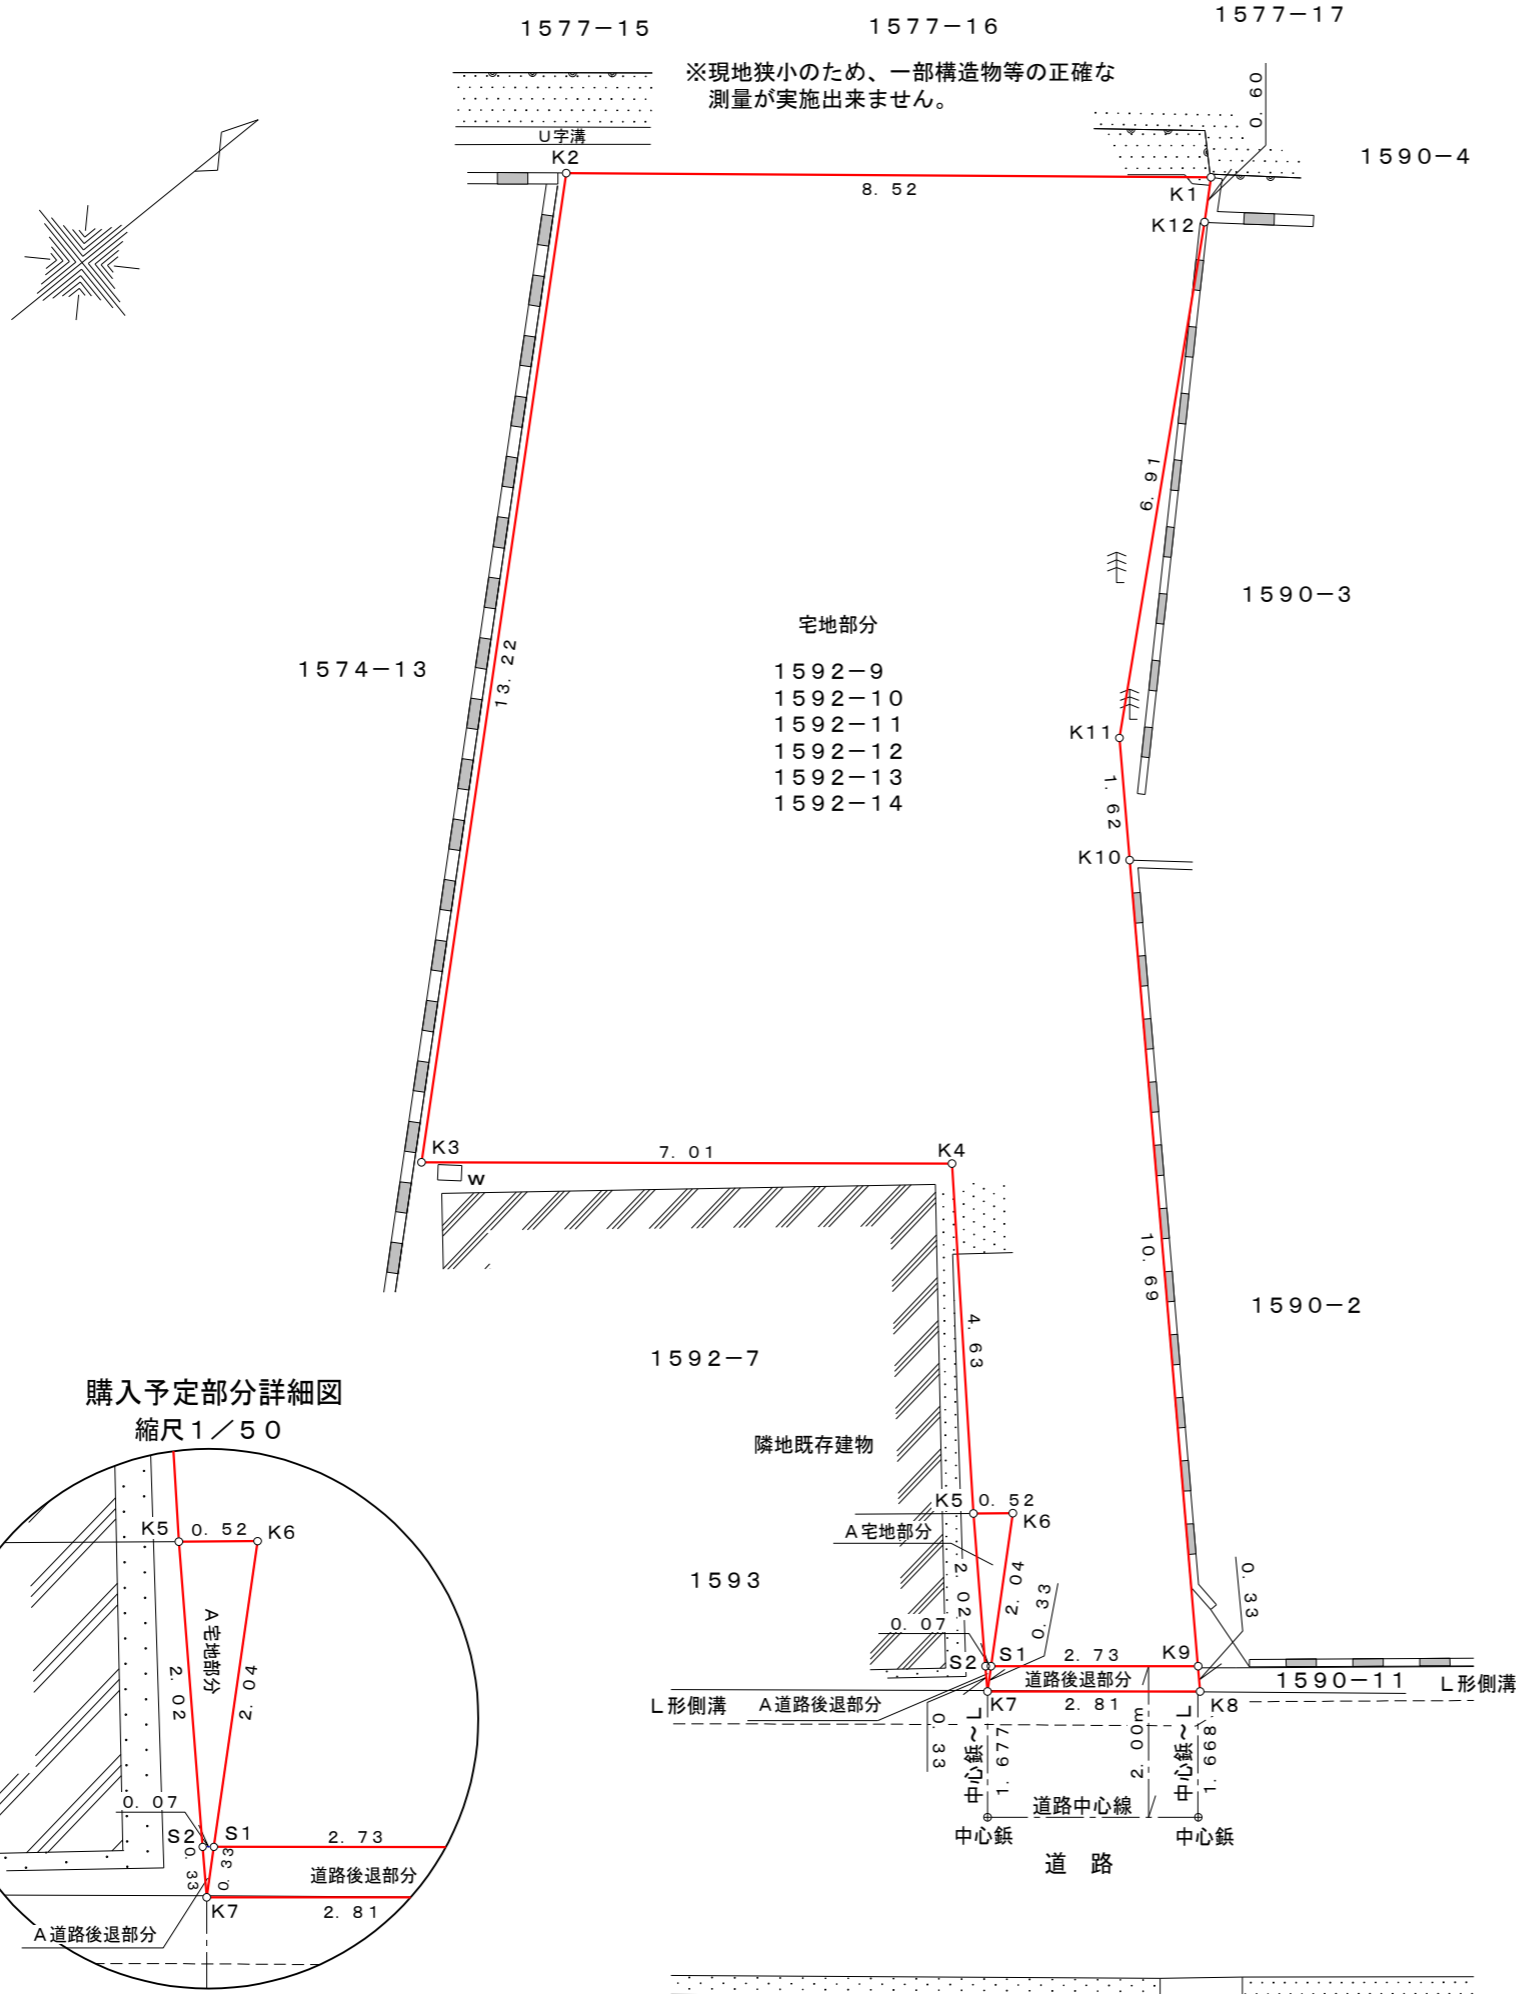 1577−15
1577−16
1577−17
※現地狭小のため、一部構造物等の正確な
測量が実施出来ません。
0.60
U字溝
1590−4
K2
8.52
K1
K12
6.91
1590−3
宅地部分
1574−13
13.22
1592−9
1592−10
1592−11
1592−12
1592−13
1592−14
K11
1.62
K10
K3
7.01
K4
w
10.69
1590−2
4.63
1592−7
隣地既存建物
K5
0.52
K6
A宅地部分
2.02
2.04
0.33
0.33
1593
0.07
S2
S1
2.73
K9
道路後退部分
1590−11
L形側溝
L形側溝
A道路後退部分
K7
2.81
K8
0.33
中心鋲～L
1.677
2.00m
中心鋲～L
1.668
道路中心線
中心鋲
中心鋲
道 路
購入予定部分詳細図
縮尺1／50
K5
0.52
K6
A宅地部分
2.02
2.04
0.07
S2
S1
2.73
0.33
0.33
道路後退部分
K7
2.81
A道路後退部分